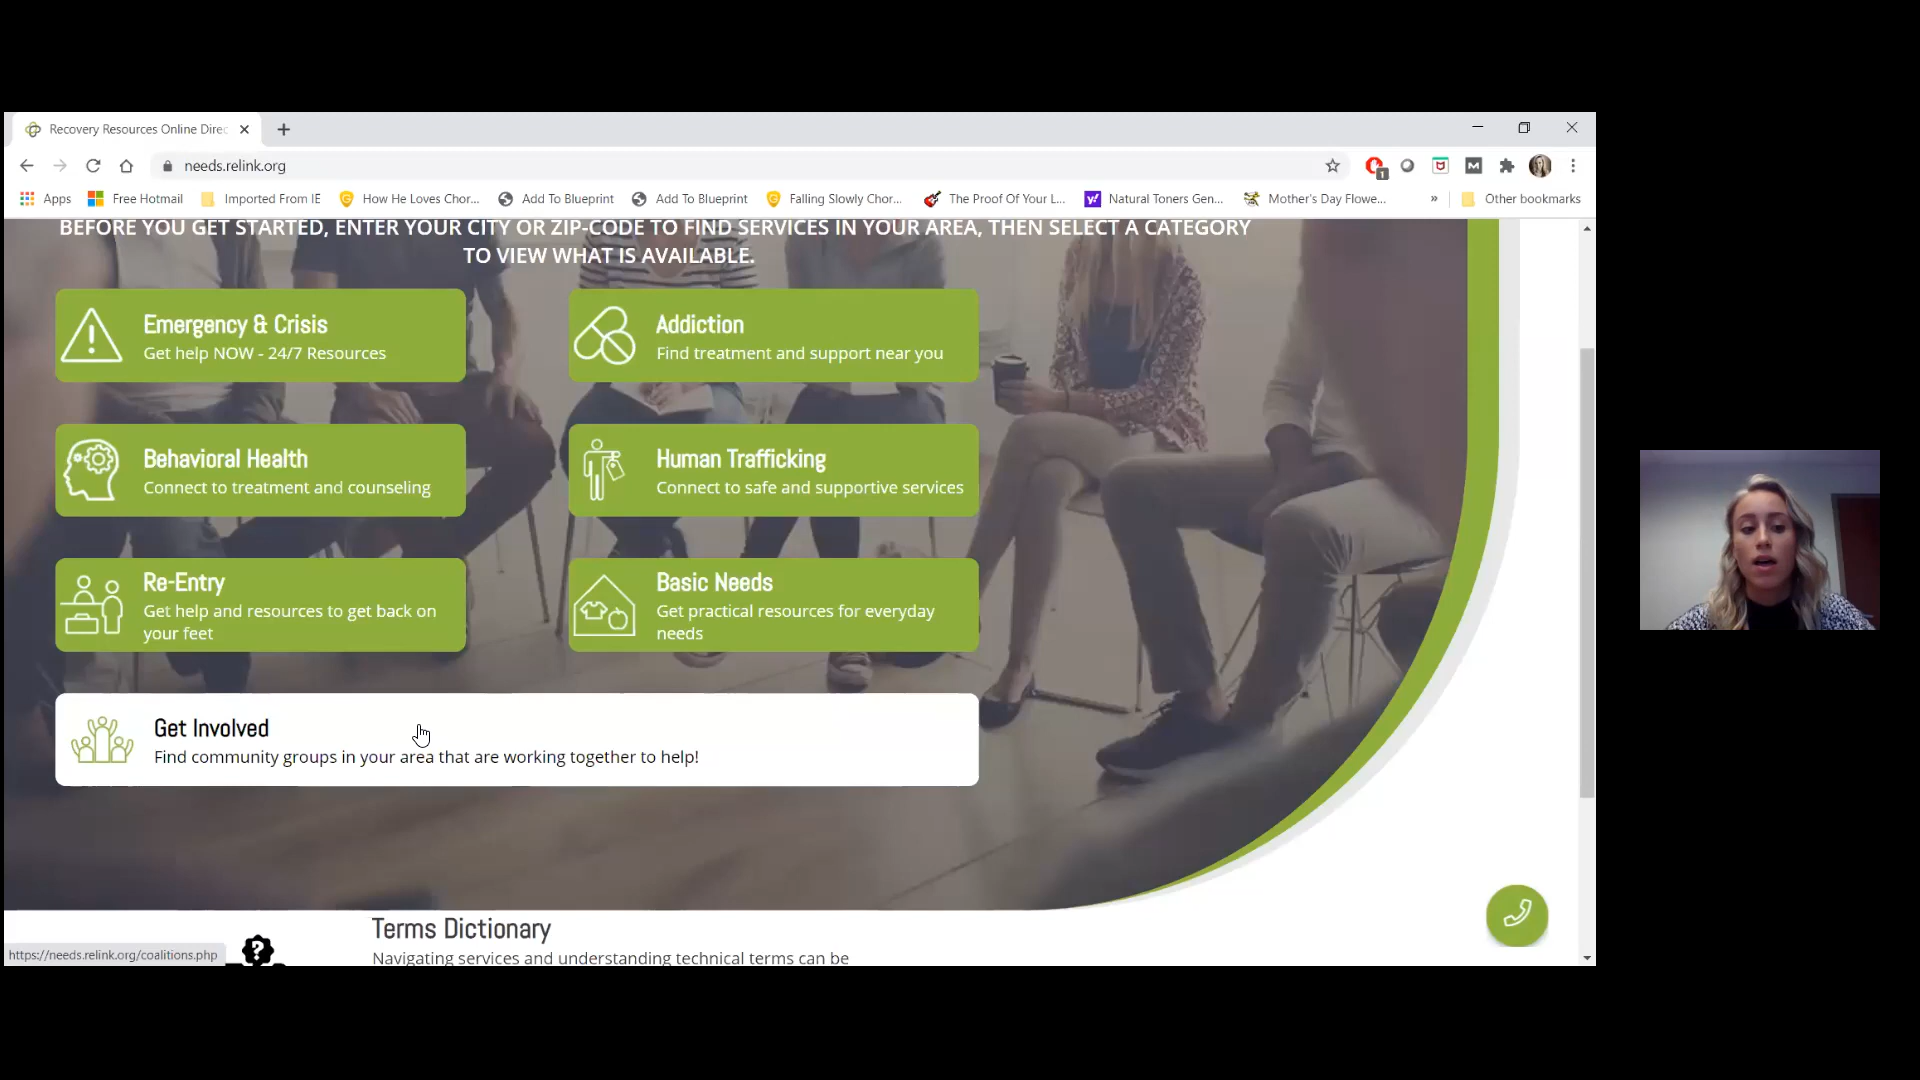 Recovery Resources Online Direc
needs.relink.org
1
Apps
Free Hotmail
Imported From IE
How He Loves Chor...
Add To Blueprint
Add To Blueprint
Falling Slowly Chor...
The Proof Of Your L...
Natural Toners Gen...
Mother's Day Flowe...
»
Other bookmarks
BEFORE YOU GET STARTED, ENTER YOUR CITY OR ZIP-CODE TO FIND SERVICES IN YOUR AREA, THEN SELECT A CATEGORY
TO VIEW WHAT IS AVAILABLE.
Emergency & Crisis
Get help NOW - 24/7 Resources
Addiction
Find treatment and support near you
Behavioral Health
Connect to treatment and counseling
Human Trafficking
Connect to safe and supportive services
Re-Entry
Get help and resources to get back on
your feet
Basic Needs
Get practical resources for everyday
needs
Get Involved
Find community groups in your area that are working together to help!
Terms Dictionary
Navigating services and understanding technical terms can be
https://needs.relink.org/coalitions.php